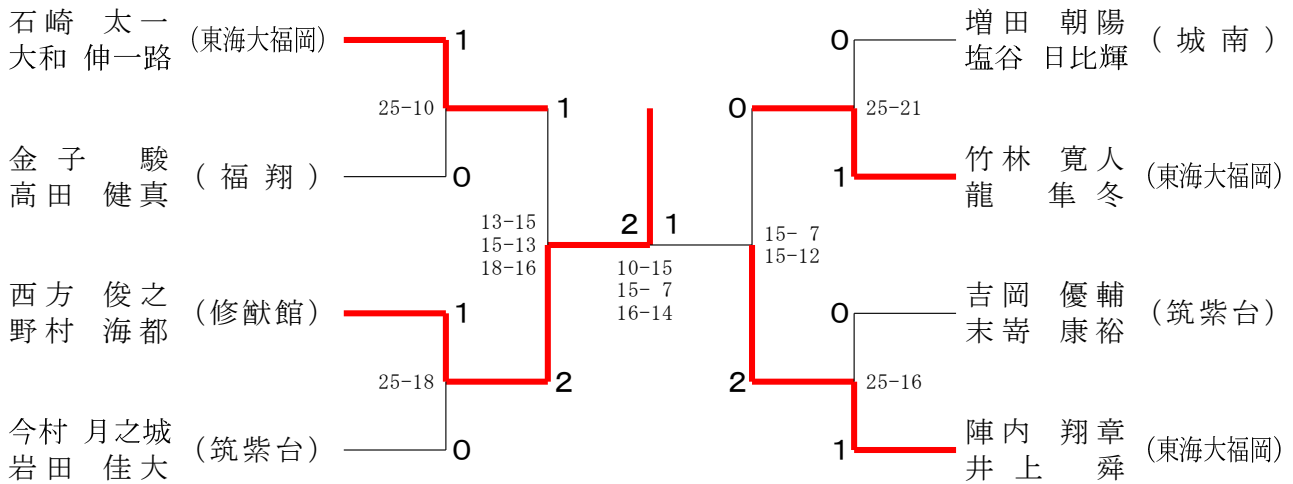 石崎 太一
大和 伸一路
(東海大福岡)
1
25-10
1
金子 駿
高田 健真
(福翔)
0
13-15
15-13
18-16
西方 俊之
野村 海都
(修猷館)
1
25-18
2
今村 月之城
岩田 佳大
(筑紫台)
0
2 1
10-15
15- 7
16-14
0
増田 朝陽
塩谷 日比輝
(城南)
0
25-21
1
竹林 寛人
龍 隼冬
(東海大福岡)
15- 7
15-12
0
吉岡 優輔
末嵜 康裕
(筑紫台)
2
25-16
1
陣内 翔章
井上 舜
(東海大福岡)